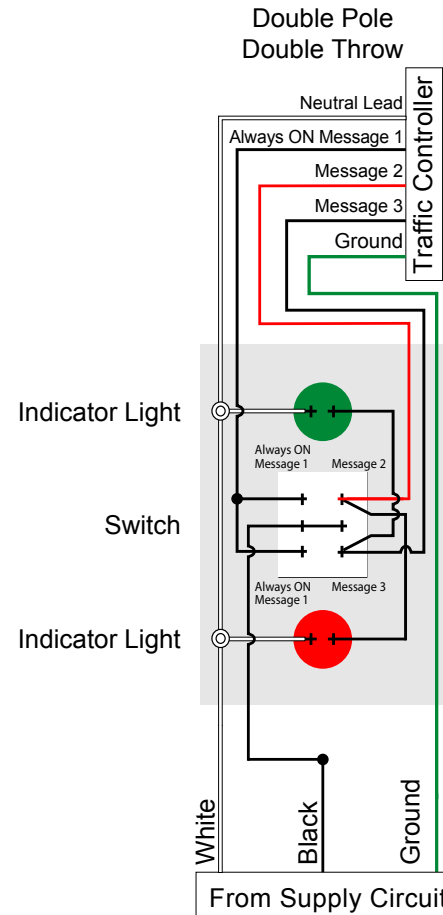 Double Pole
Double Throw
Neutral Lead
Always ON Message 1
Message 2
Message 3
Ground
Traffic Controller
Indicator Light
Always ON
Message 1
Message 2
Switch
Always ON
Message 1
Message 3
Indicator Light
White
Black
Ground
From Supply Circuit